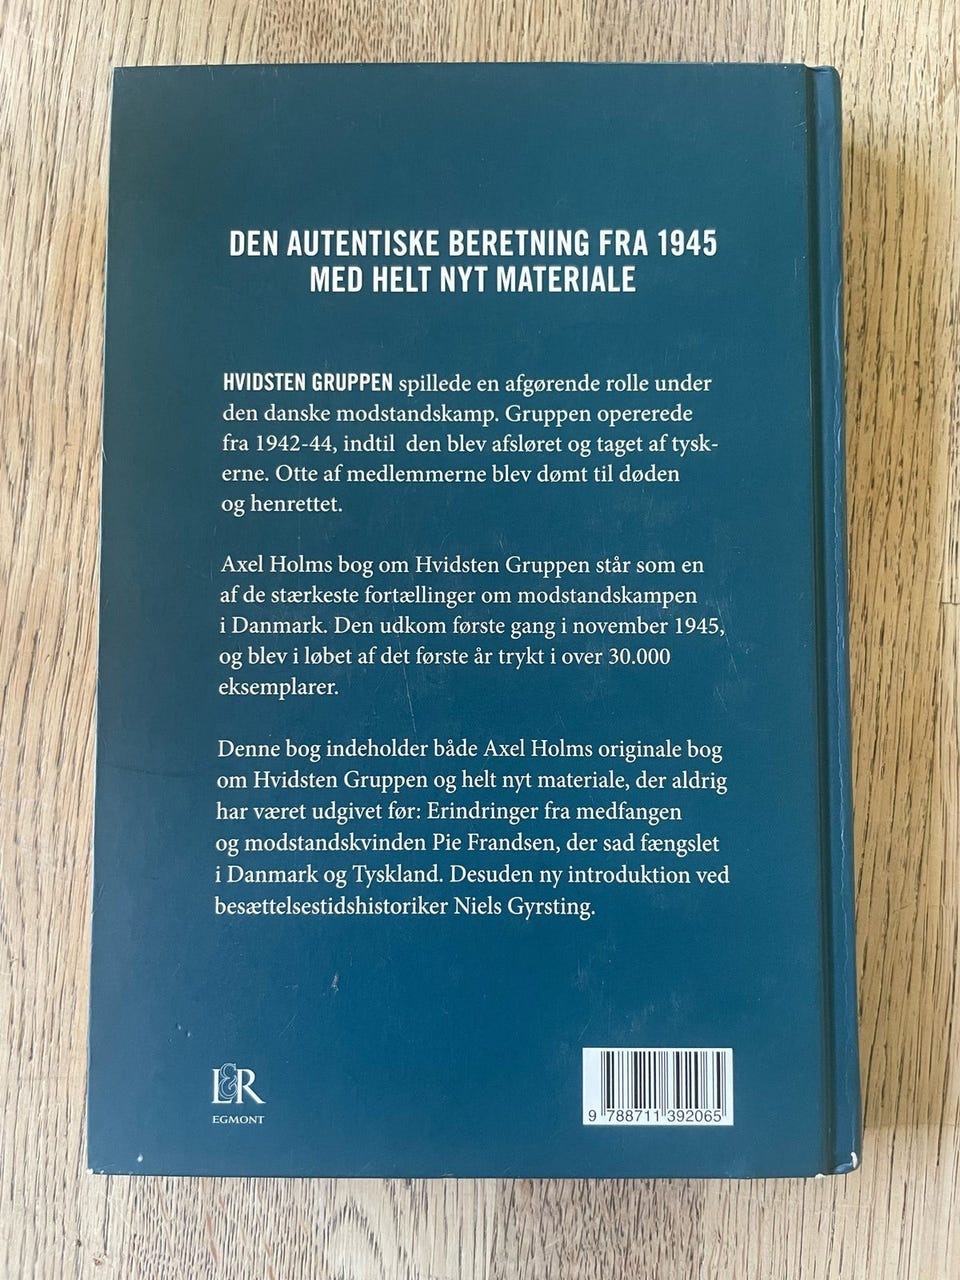 DEN AUTENTISKE BERETNING FRA 1945
MED HELT NYT MATERIALE
HVIDSTEN GRUPPEN spillede en afgørende rolle under
den danske modstandskamp. Gruppen opererede
fra 1942-44, indtil den blev afsløret og taget af tysk-
erne. Otte af medlemmerne blev dømt til døden
og henrettet.
Axel Holms bog om Hvidsten Gruppen står som en
af de stærkeste fortællinger om modstandskampen
i Danmark. Den udkom første gang i november 1945,
og blev i løbet af det første år trykt i over 30.000
eksemplarer.
Denne bog indeholder både Axel Holms originale bog
om Hvidsten Gruppen og helt nyt materiale, der aldrig
har været udgivet før: Erindringer fra medfangen
og modstandskvinden Pie Frandsen, der sad fængslet
i Danmark og Tyskland. Desuden ny introduktion ved
besættelsestidshistoriker Niels Gyrsting.
L&R
EGMONT
9 788711 392065